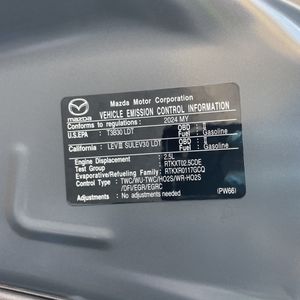 mazda
Mazda Motor Corporation
VEHICLE EMISSION CONTROL INFORMATION
Conforms to regulations : 2024 MY
U.S.EPA : T3B30 LDT OBD : Fuel : Gasoline
California : LEVⅢ SULEV30 LDT OBD : Fuel : Gasoline
Engine Displacement : 2.5L
Test Group : RTKXT02.5CDE
Evaporative/Refueling Family : RTKXR0117GCQ
Control Type : TWC/WU-TWC/HO2S/WR-HO2S
/DFI/EGR/EGRC
Adjustments : No adjustments needed
(PW66)